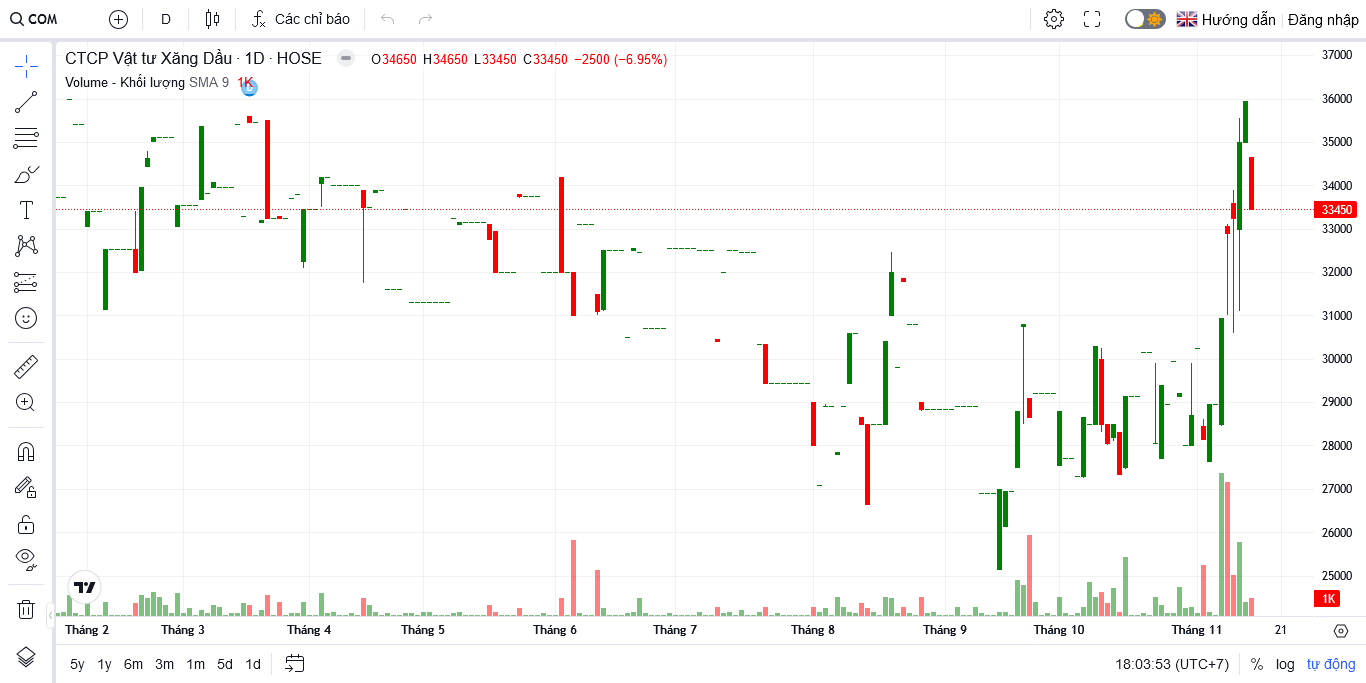 COM D Các chỉ báo Hướng dẫn Đăng nhập
CTCP Vật tư Xăng Dầu · 1D · HOSE O34650 H34650 L33450 C33450 −2500 (−6.95%)
Volume - Khối lượng SMA 9 1K
37000
36000
35000
34000
33450
33000
32000
31000
30000
29000
28000
27000
26000
25000
1K
Tháng 2 Tháng 3 Tháng 4 Tháng 5 Tháng 6 Tháng 7 Tháng 8 Tháng 9 Tháng 10 Tháng 11 21
5y 1y 6m 3m 1m 5d 1d 18:03:53 (UTC+7) % log tự động